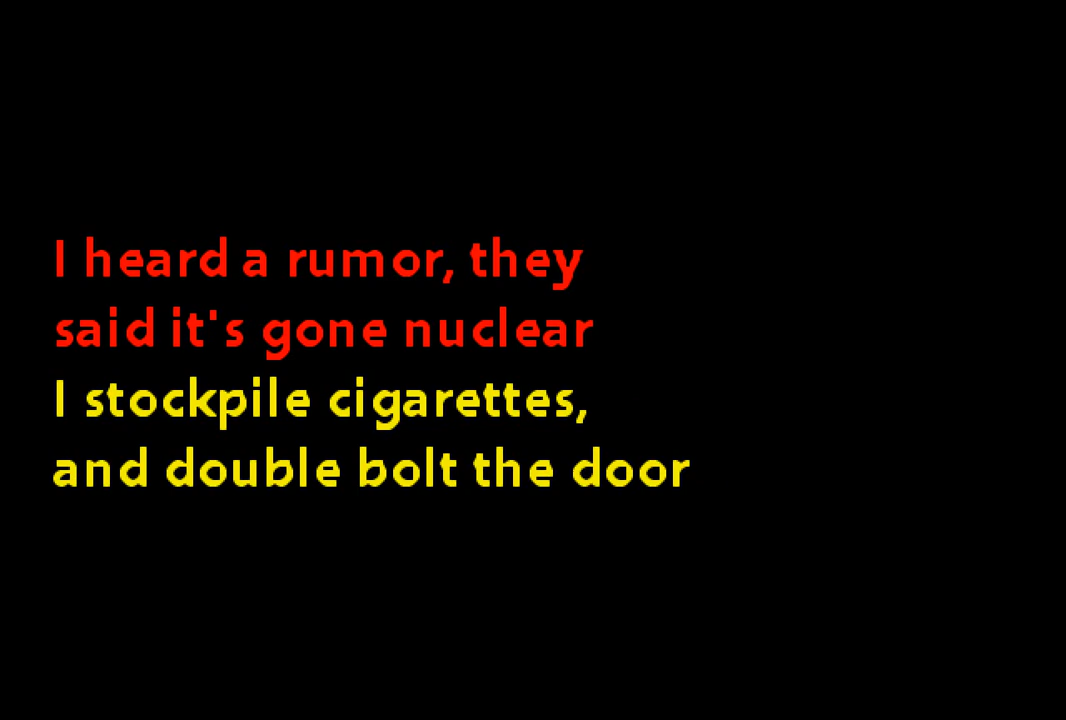 I heard a rumor, they
said it's gone nuclear
I stockpile cigarettes,
and double bolt the door